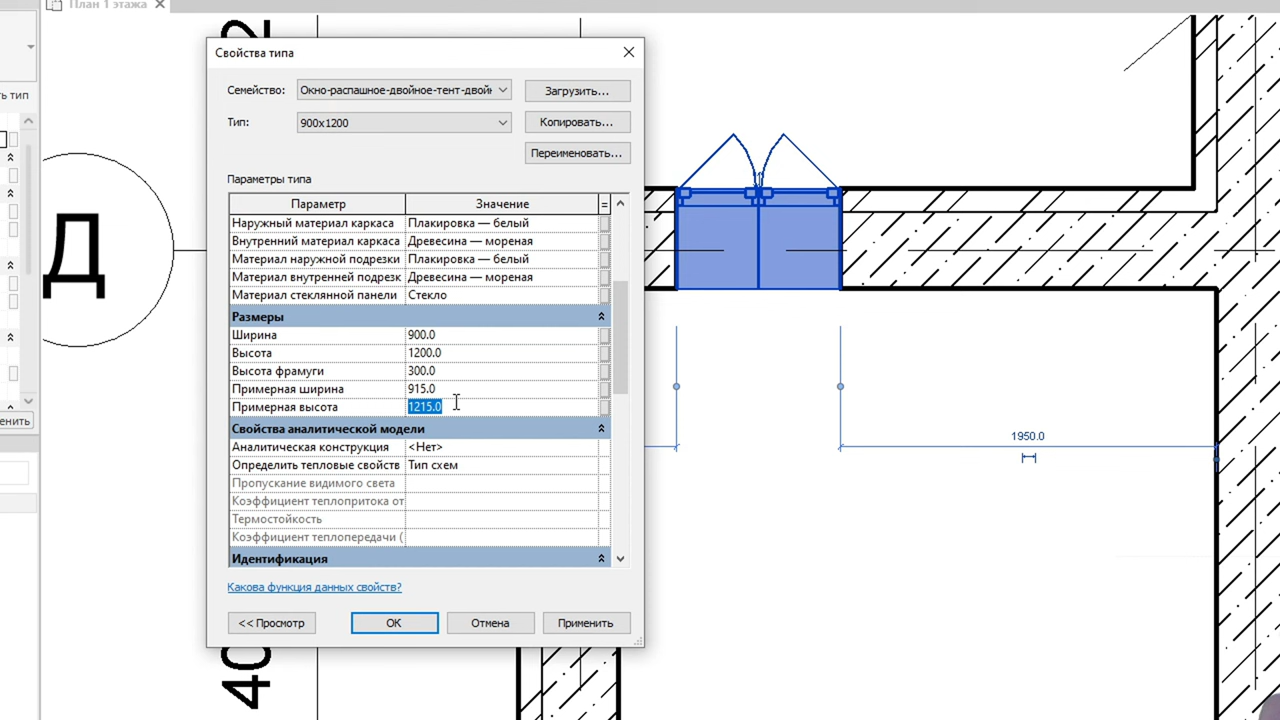 План 1 этажа
2
Свойства типа
Семейство: Окно-распашное-двойное-тент-двой Загрузить...
Тип: 900x1200 Копировать...
Переименовать...
ть тип
Параметры типа
Параметр Значение =
Наружный материал каркаса Плакировка — белый
Внутренний материал каркаса Древесина — мореная
Материал наружной подрезки Плакировка — белый
Материал внутренней подрезк Древесина — мореная
Материал стеклянной панели Стекло
Размеры
Ширина 900.0
Высота 1200.0
Высота фрамуги 300.0
Примерная ширина 915.0
Примерная высота 1215.0
Свойства аналитической модели
Аналитическая конструкция <Нет>
Определить тепловые свойств Тип схем
Пропускание видимого света
Коэффициент теплопритока от
Термостойкость
Коэффициент теплопередачи (
Идентификация
Какова функция данных свойств?
<< Просмотр OK Отмена Применить
Д
енить
1950.0
40